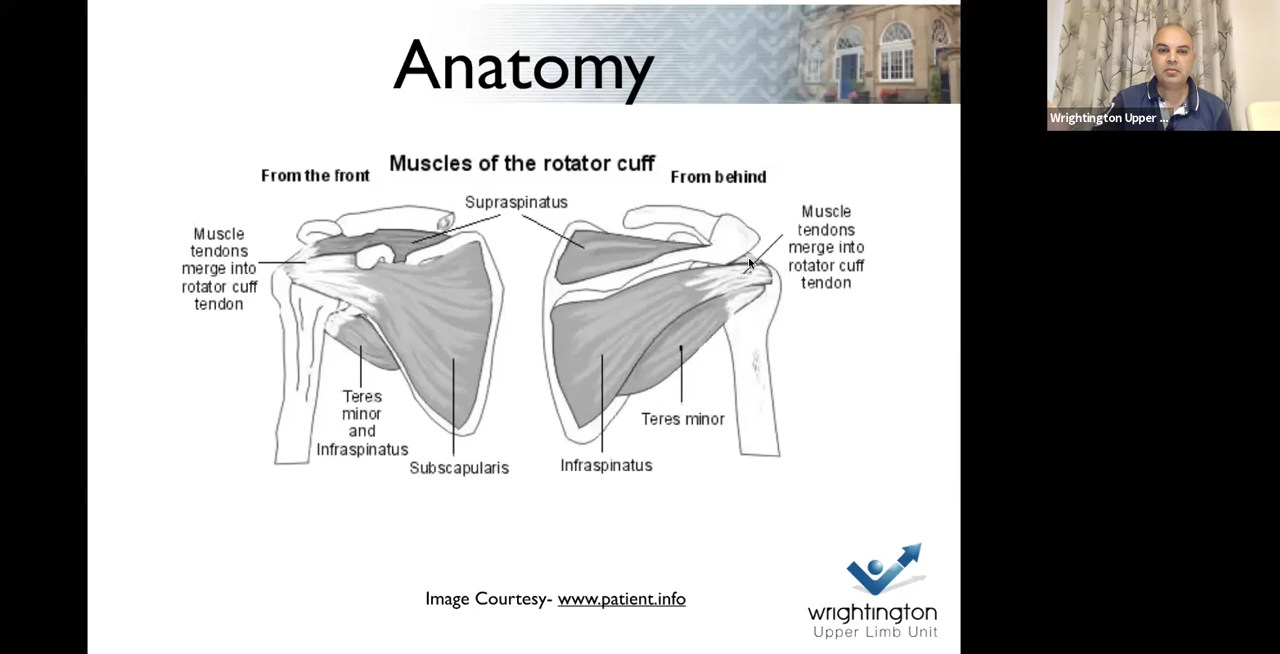 Anatomy
Wrightington Upper ...
Muscles of the rotator cuff
From the front
From behind
Supraspinatus
Muscle
tendons
merge into
rotator cuff
tendon
Muscle
tendons
merge into
rotator cuff
tendon
Teres
minor
and
Infraspinatus
Subscapularis
Infraspinatus
Teres minor
Image Courtesy- www.patient.info
wrightington
Upper Limb Unit